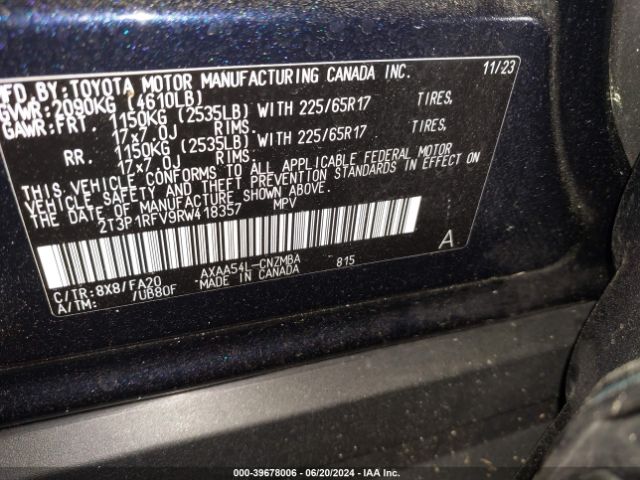 MFD. BY: TOYOTA MOTOR MANUFACTURING CANADA INC. 11/23
GVWR: 2090KG (4610LB)
GAWR: FRT. 1150KG (2535LB) WITH 225/65R17 TIRES,
17x7.0J RIMS.
RR. 1150KG (2535LB) WITH 225/65R17 TIRES,
17x7.0J RIMS.
THIS VEHICLE CONFORMS TO ALL APPLICABLE FEDERAL MOTOR
VEHICLE SAFETY AND THEFT PREVENTION STANDARDS IN EFFECT ON
THE DATE OF MANUFACTURE SHOWN ABOVE.
2T3P1RFV9RW418357 MPV
A
C/TR: 8X8/FA20 AXAA54L-CNZMBA 815
A/TM: /UB80F MADE IN CANADA
000-39678006 | 06/20/2024 | IAA Inc.